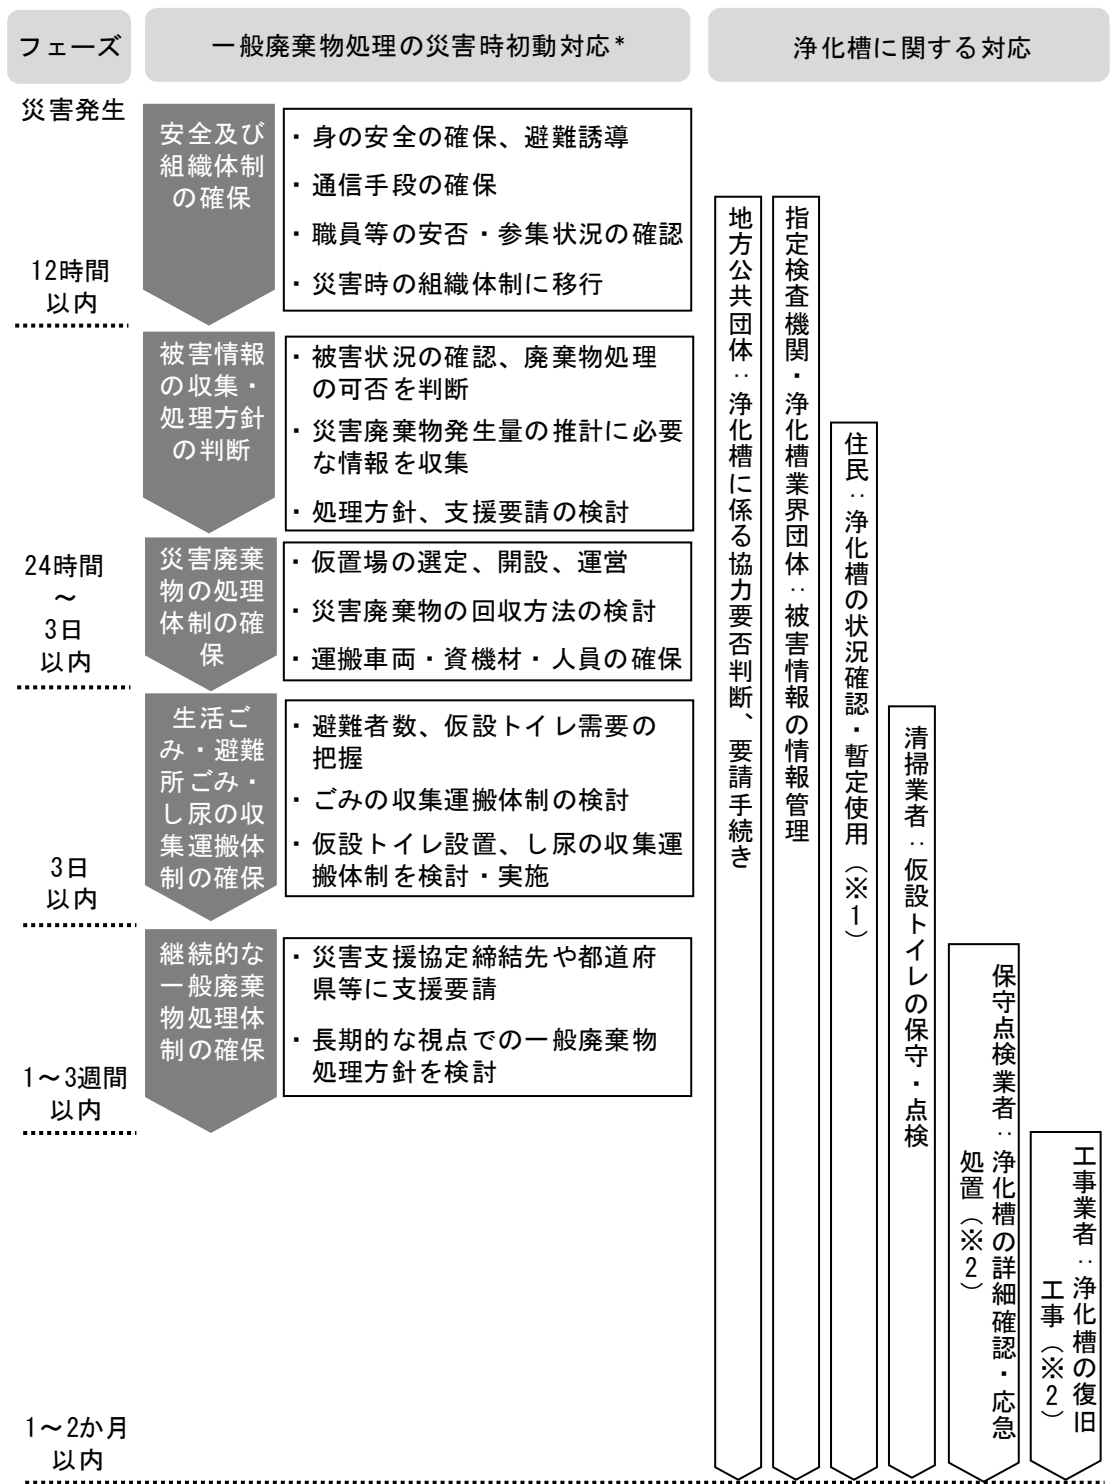 フェーズ
一般廃棄物処理の災害時初動対応*
浄化槽に関する対応
災害発生
安全及び
組織体制
の確保
・身の安全の確保、避難誘導
・通信手段の確保
・職員等の安否・参集状況の確認
・災害時の組織体制に移行
12時間
以内
被害情報
の収集・
処理方針
の判断
・被害状況の確認、廃棄物処理
の可否を判断
・災害廃棄物発生量の推計に必要
な情報を収集
・処理方針、支援要請の検討
24時間
～
3日
以内
災害廃棄
物の処理
体制の確
保
・仮置場の選定、開設、運営
・災害廃棄物の回収方法の検討
・運搬車両・資機材・人員の確保
生活ご
み・避難
所ごみ・
し尿の収
集運搬体
制の確保
・避難者数、仮設トイレ需要の
把握
・ごみの収集運搬体制の検討
・仮設トイレ設置、し尿の収集運
搬体制を検討・実施
3日
以内
継続的な
一般廃棄
物処理体
制の確保
・災害支援協定締結先や都道府
県等に支援要請
・長期的な視点での一般廃棄物
処理方針を検討
1～3週間
以内
1～2か月
以内
地方公共団体：浄化槽に係る協力要否判断、要請手続き
指定検査機関・浄化槽業界団体：被害情報の情報管理
住民：浄化槽の状況確認・暫定使用（※1）
清掃業者：仮設トイレの保守・点検
保守点検業者：浄化槽の詳細確認・応急
処置（※2）
工事業者：浄化槽の復旧
工事（※2）